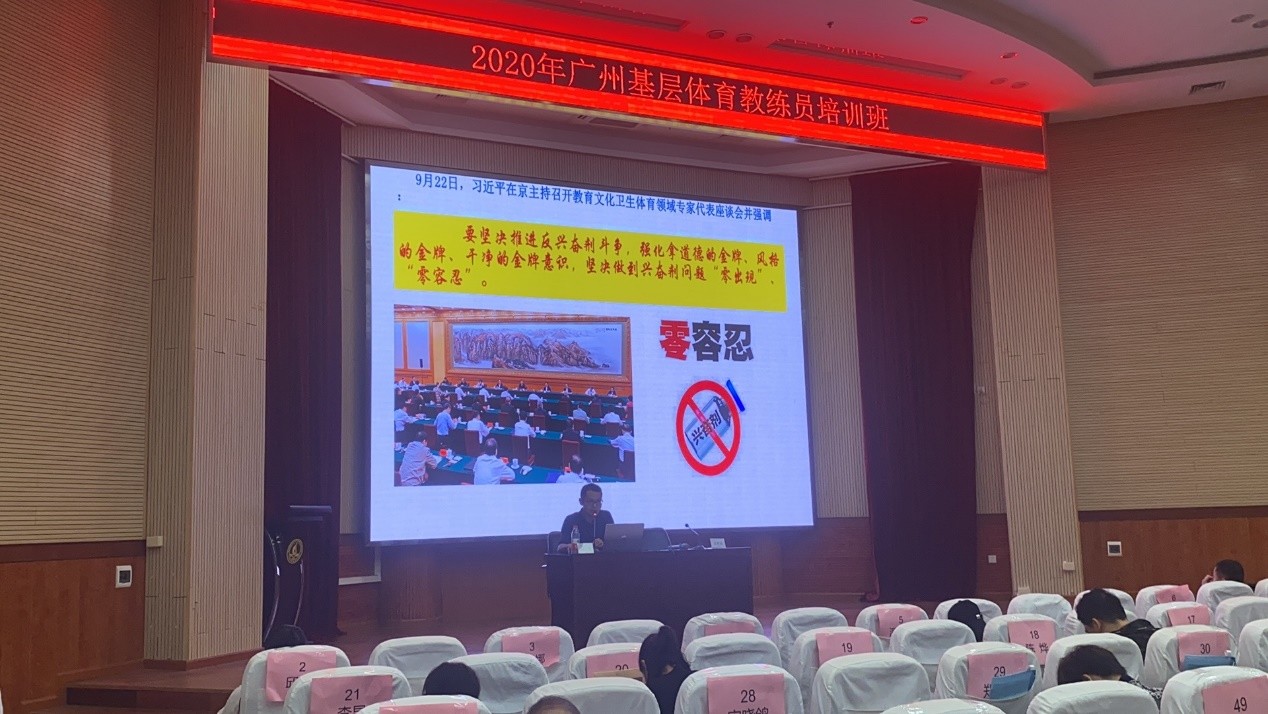 2020年广州基层体育教练员培训班
9月22日，习近平在京主持召开教育文化卫生体育领域专家代表座谈会并强调
：
要坚决推进反兴奋剂斗争，强化拿道德的金牌、风格
的金牌、干净的金牌意识，坚决做到兴奋剂问题“零出现”、
“零容忍”。
零容忍
兴奋剂
2
3
5
17
19
18
30
20
29
21
28
49